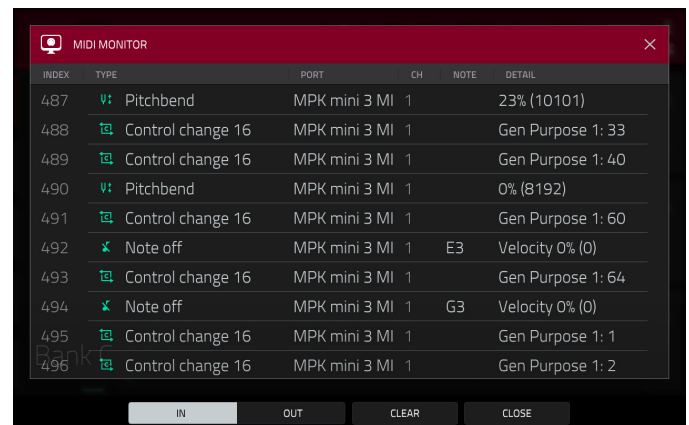 MIDI MONITOR
INDEX TYPE PORT CH NOTE DETAIL
487 Pitchbend MPK mini 3 MI 1 23% (10101)
488 Control change 16 MPK mini 3 MI 1 Gen Purpose 1: 33
489 Control change 16 MPK mini 3 MI 1 Gen Purpose 1: 40
490 Pitchbend MPK mini 3 MI 1 0% (8192)
491 Control change 16 MPK mini 3 MI 1 Gen Purpose 1: 60
492 Note off MPK mini 3 MI 1 E3 Velocity 0% (0)
493 Control change 16 MPK mini 3 MI 1 Gen Purpose 1: 64
494 Note off MPK mini 3 MI 1 G3 Velocity 0% (0)
495 Control change 16 MPK mini 3 MI 1 Gen Purpose 1: 1
Bank
496 Control change 16 MPK mini 3 MI 1 Gen Purpose 1: 2
IN OUT CLEAR CLOSE